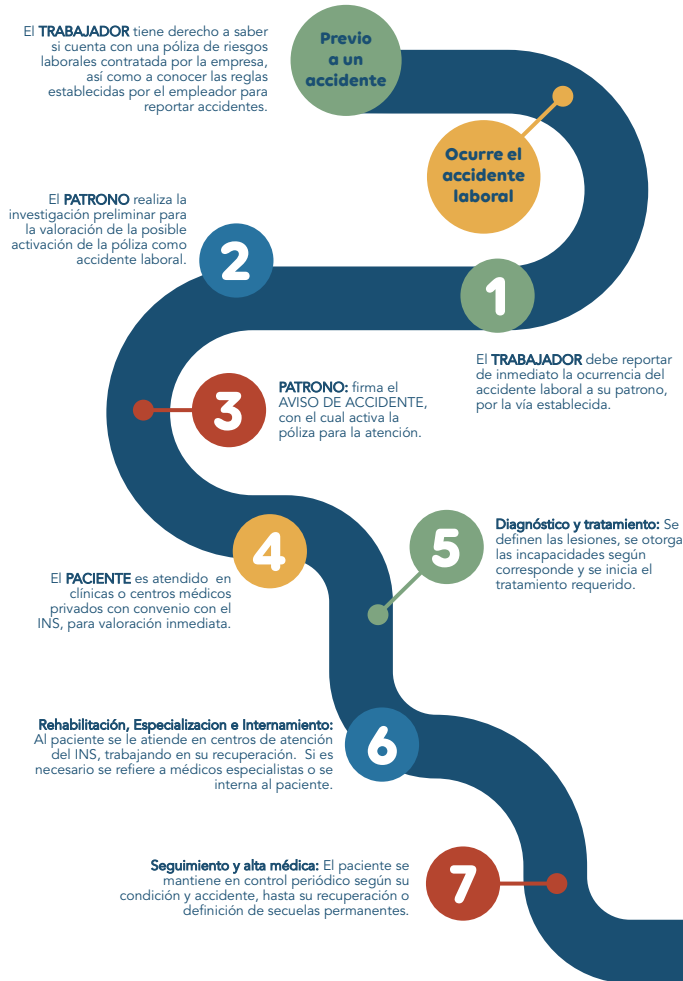 El TRABAJADOR tiene derecho a saber
si cuenta con una póliza de riesgos
laborales contratada por la empresa,
así como a conocer las reglas
establecidas por el empleador para
reportar accidentes.
Previo
a un
accidente
Ocurre el
accidente
laboral
1
El TRABAJADOR debe reportar
de inmediato la ocurrencia del
accidente laboral a su patrono,
por la vía establecida.
El PATRONO realiza la
investigación preliminar para
la valoración de la posible
activación de la póliza como
accidente laboral.
2
3
PATRONO: firma el
AVISO DE ACCIDENTE,
con el cual activa la
póliza para la atención.
4
El PACIENTE es atendido en
clínicas o centros médicos
privados con convenio con el
INS, para valoración inmediata.
5
Diagnóstico y tratamiento: Se
definen las lesiones, se otorga
las incapacidades según
corresponde y se inicia el
tratamiento requerido.
Rehabilitación, Especializacion e Internamiento:
Al paciente se le atiende en centros de atención
del INS, trabajando en su recuperación. Si es
necesario se refiere a médicos especialistas o se
interna al paciente.
6
Seguimiento y alta médica: El paciente se
mantiene en control periódico según su
condición y accidente, hasta su recuperación o
definición de secuelas permanentes.
7